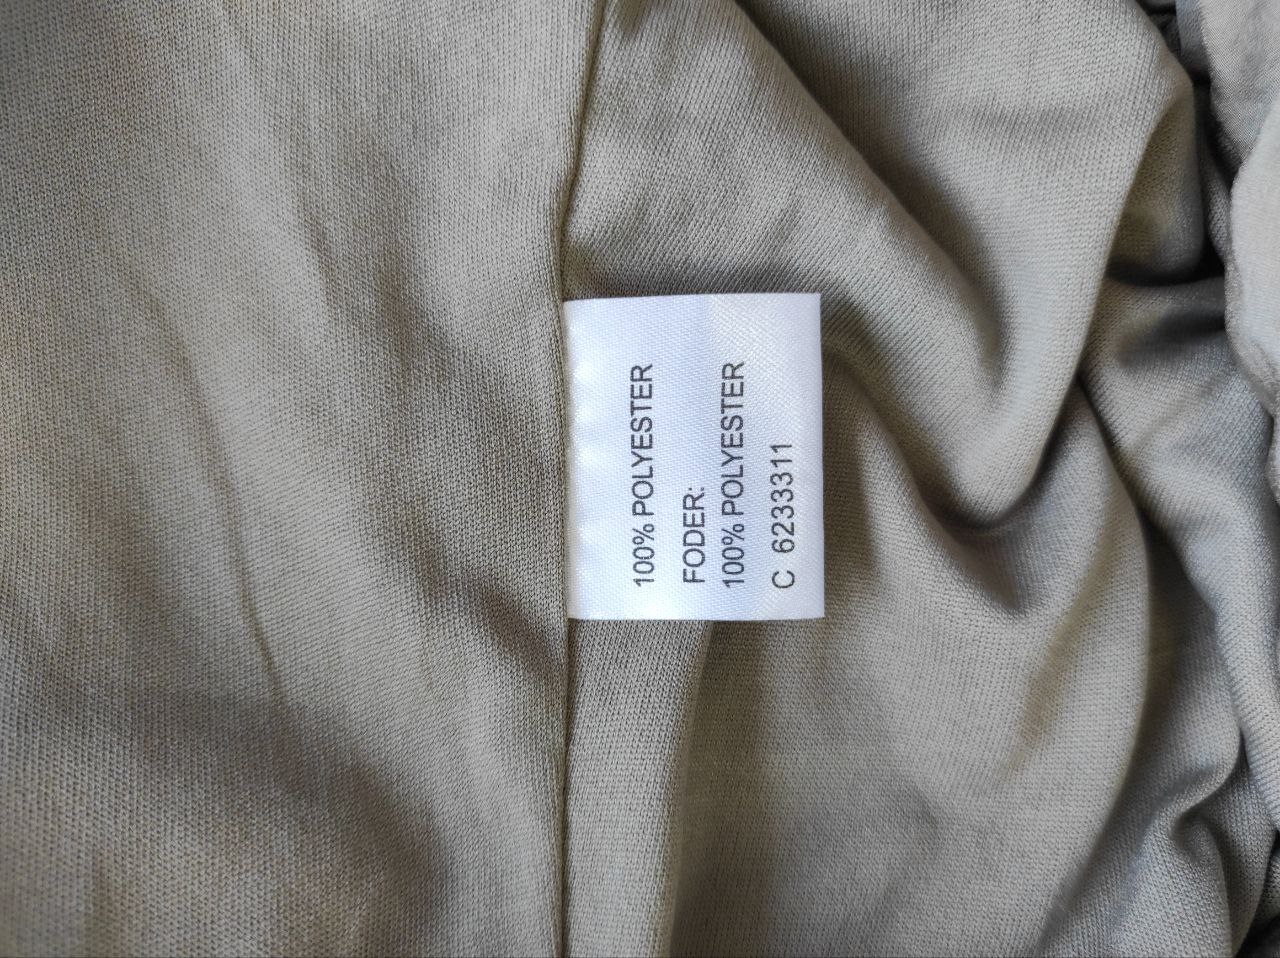 100% POLYESTER
FODER:
100% POLYESTER
C 6233311